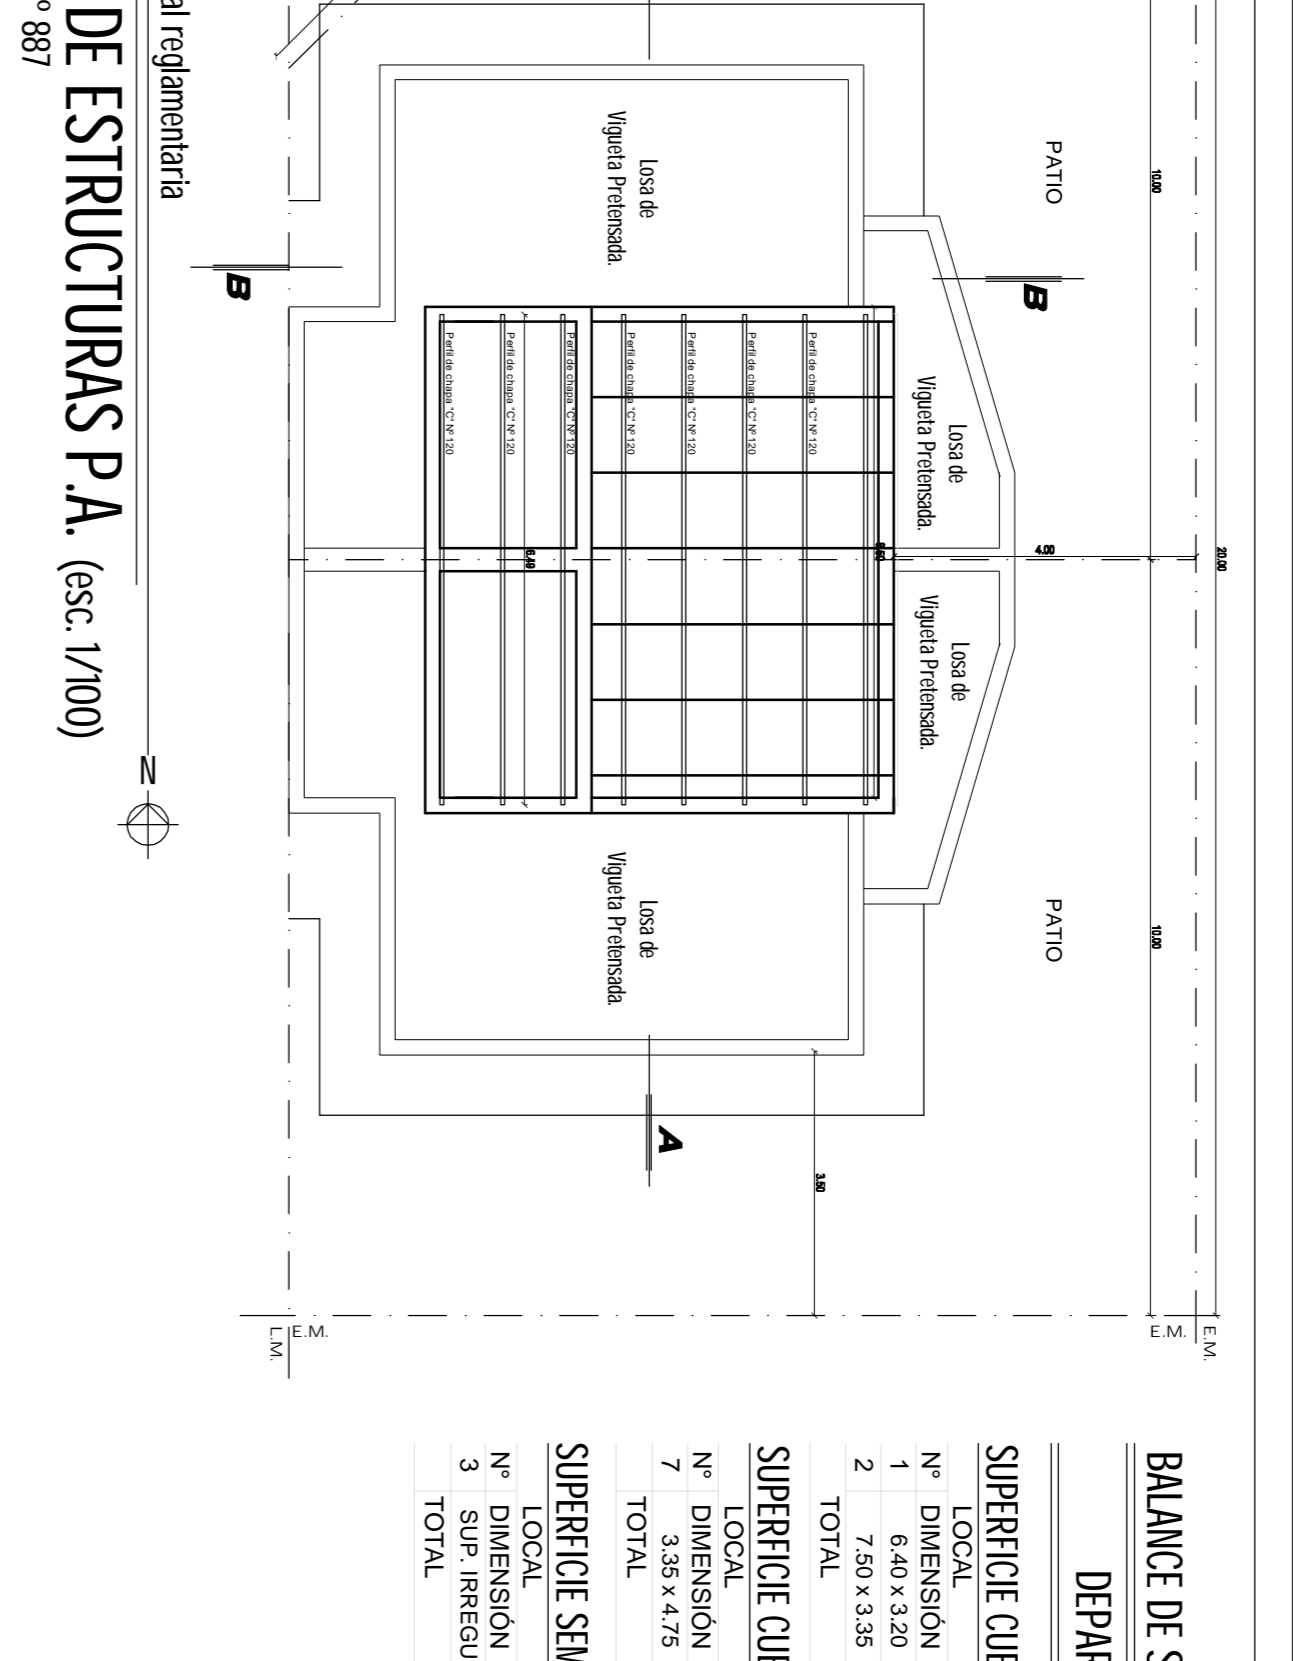 al reglamentaria
DE ESTRUCTURAS P.A. (esc. 1/100)
º 887
N
PATIO
PATIO
10.00
10.00
20.00
4.00
3.50
6.49
B
B
A
Losa de
Vigueta Pretensada.
Losa de
Vigueta Pretensada.
Losa de
Vigueta Pretensada.
Losa de
Vigueta Pretensada.
Perfil de chapa "C" Nº 120
Perfil de chapa "C" Nº 120
Perfil de chapa "C" Nº 120
Perfil de chapa "C" Nº 120
Perfil de chapa "C" Nº 120
Perfil de chapa "C" Nº 120
Perfil de chapa "C" Nº 120
E.M.
E.M.
E.M.
L.M.
BALANCE DE S
DEPAR
SUPERFICIE CUB
LOCAL
N° DIMENSIÓN
1 6.40 x 3.20
2 7.50 x 3.35
TOTAL
SUPERFICIE CUB
LOCAL
N° DIMENSIÓN
7 3.35 x 4.75
TOTAL
SUPERFICIE SEM
LOCAL
N° DIMENSIÓN
3 SUP. IRREGU
TOTAL